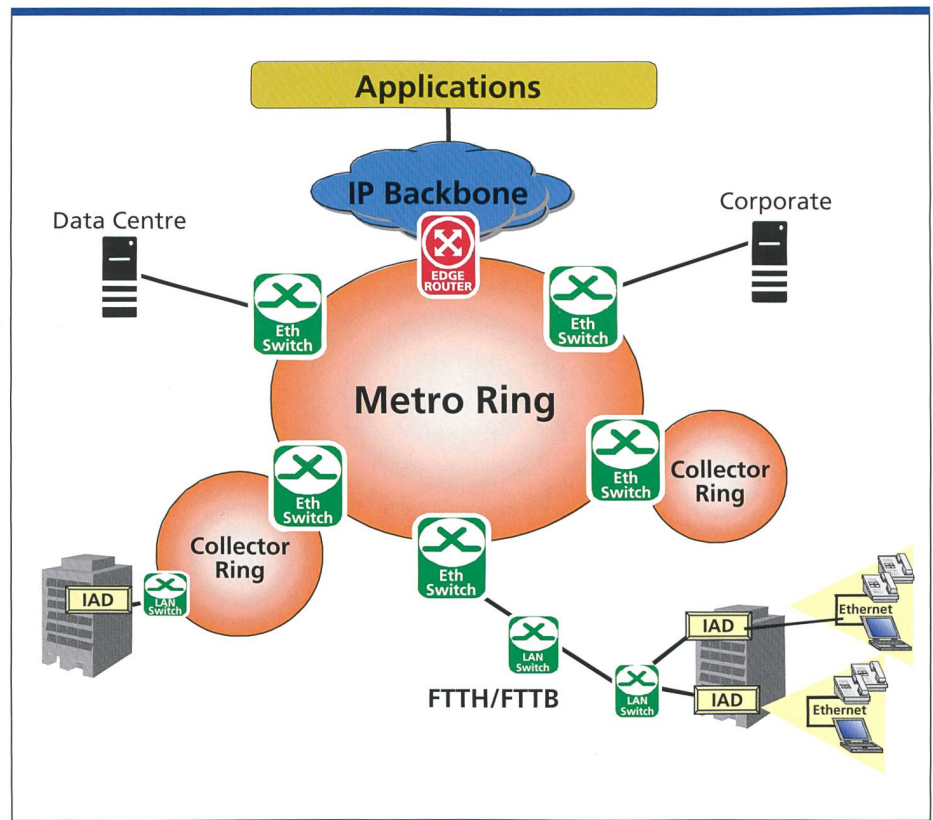 Applications
IP Backbone
EDGE
ROUTER
Data Centre
Corporate
Eth
Switch
Eth
Switch
Metro Ring
Eth
Switch
Eth
Switch
Collector
Ring
Collector
Ring
Eth
Switch
IAD
LAN
Switch
LAN
Switch
FTTH/FTTB
LAN
Switch
IAD
Ethernet
IAD
Ethernet